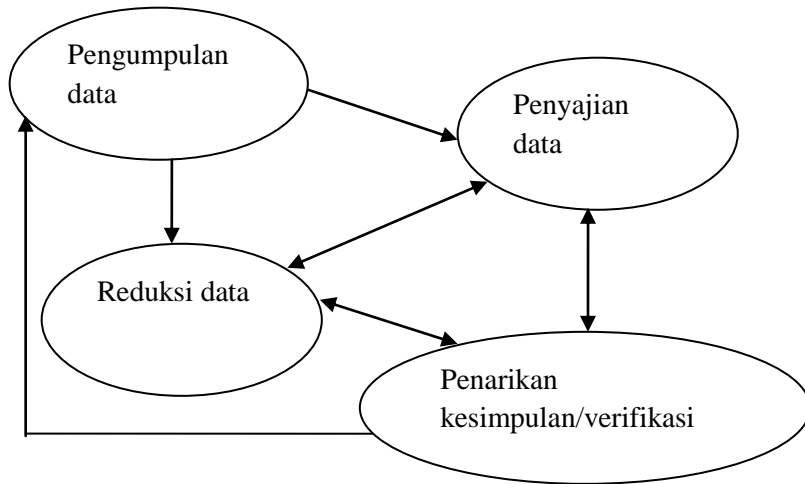 Pengumpulan
data
Penyajian
data
Reduksi data
Penarikan
kesimpulan/verifikasi